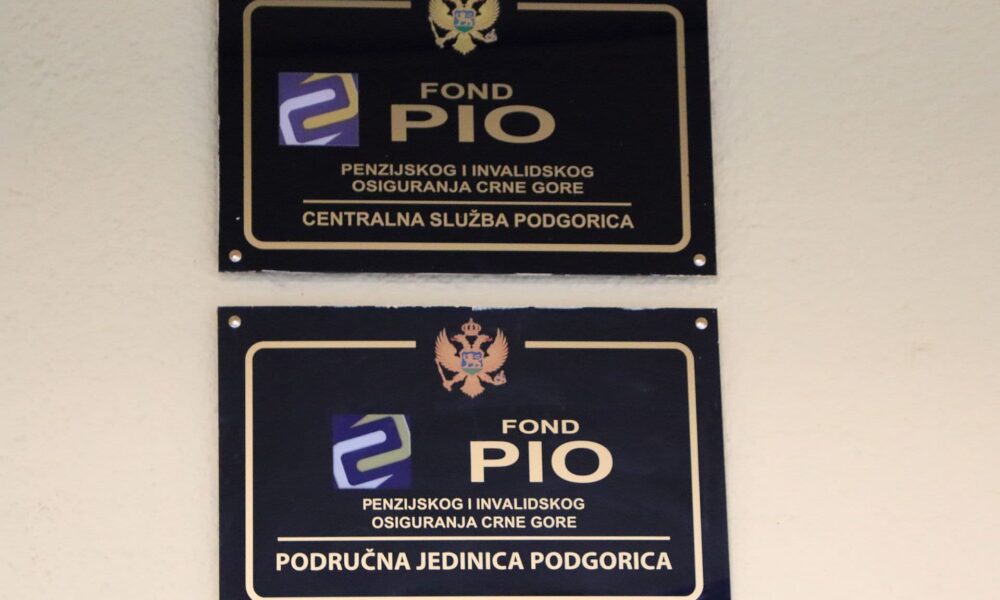 FOND
PIO
PENZIJSKOG I INVALIDSKOG
OSIGURANJA CRNE GORE
CENTRALNA SLUŽBA PODGORICA
FOND
PIO
PENZIJSKOG I INVALIDSKOG
OSIGURANJA CRNE GORE
PODRUČNA JEDINICA PODGORICA